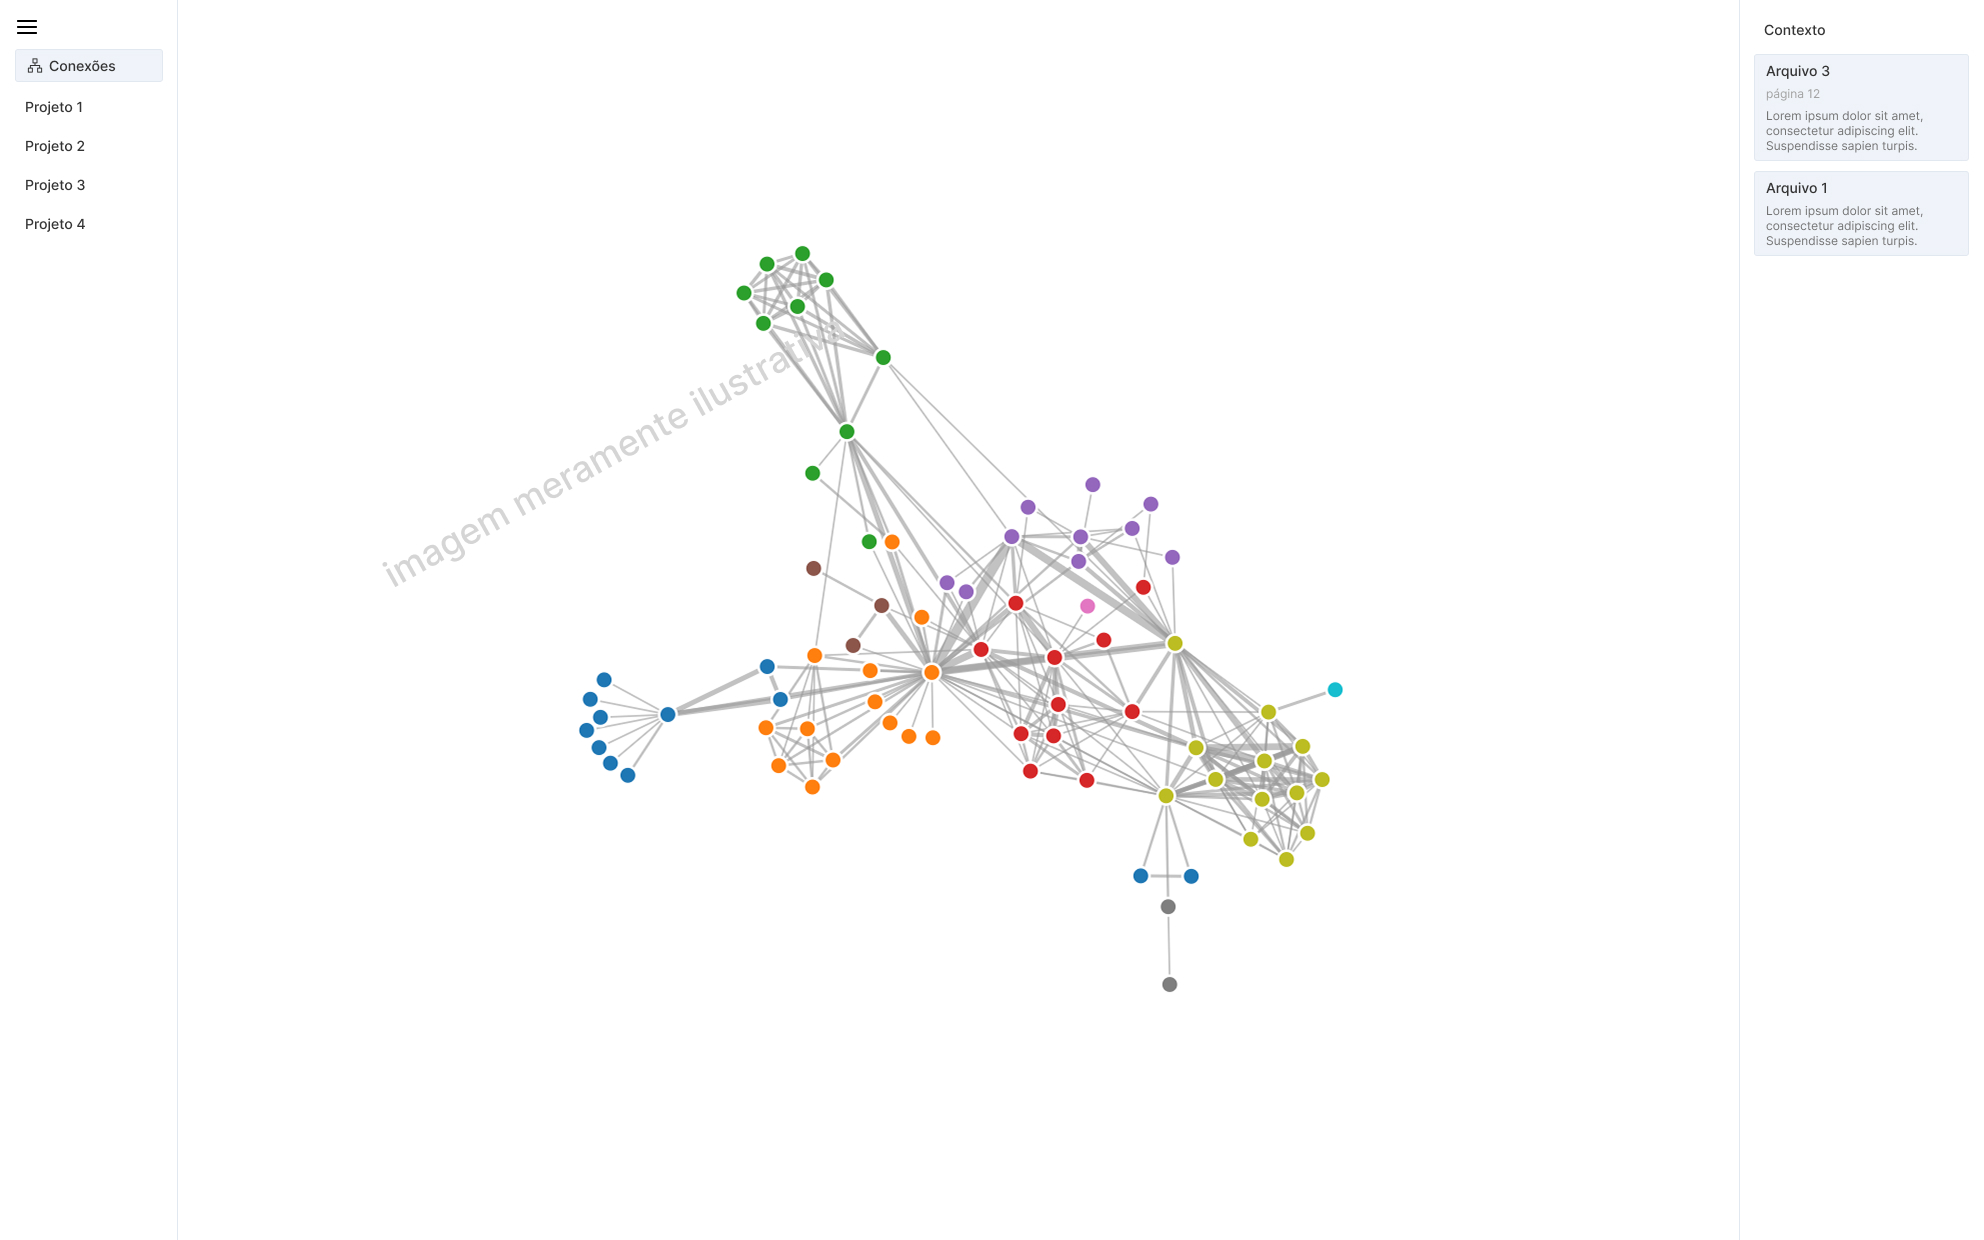 Conexões
Projeto 1
Projeto 2
Projeto 3
Projeto 4
imagem meramente ilustrativa
Contexto
Arquivo 3
página 12
Lorem ipsum dolor sit amet,
consectetur adipiscing elit.
Suspendisse sapien turpis.
Arquivo 1
Lorem ipsum dolor sit amet,
consectetur adipiscing elit.
Suspendisse sapien turpis.